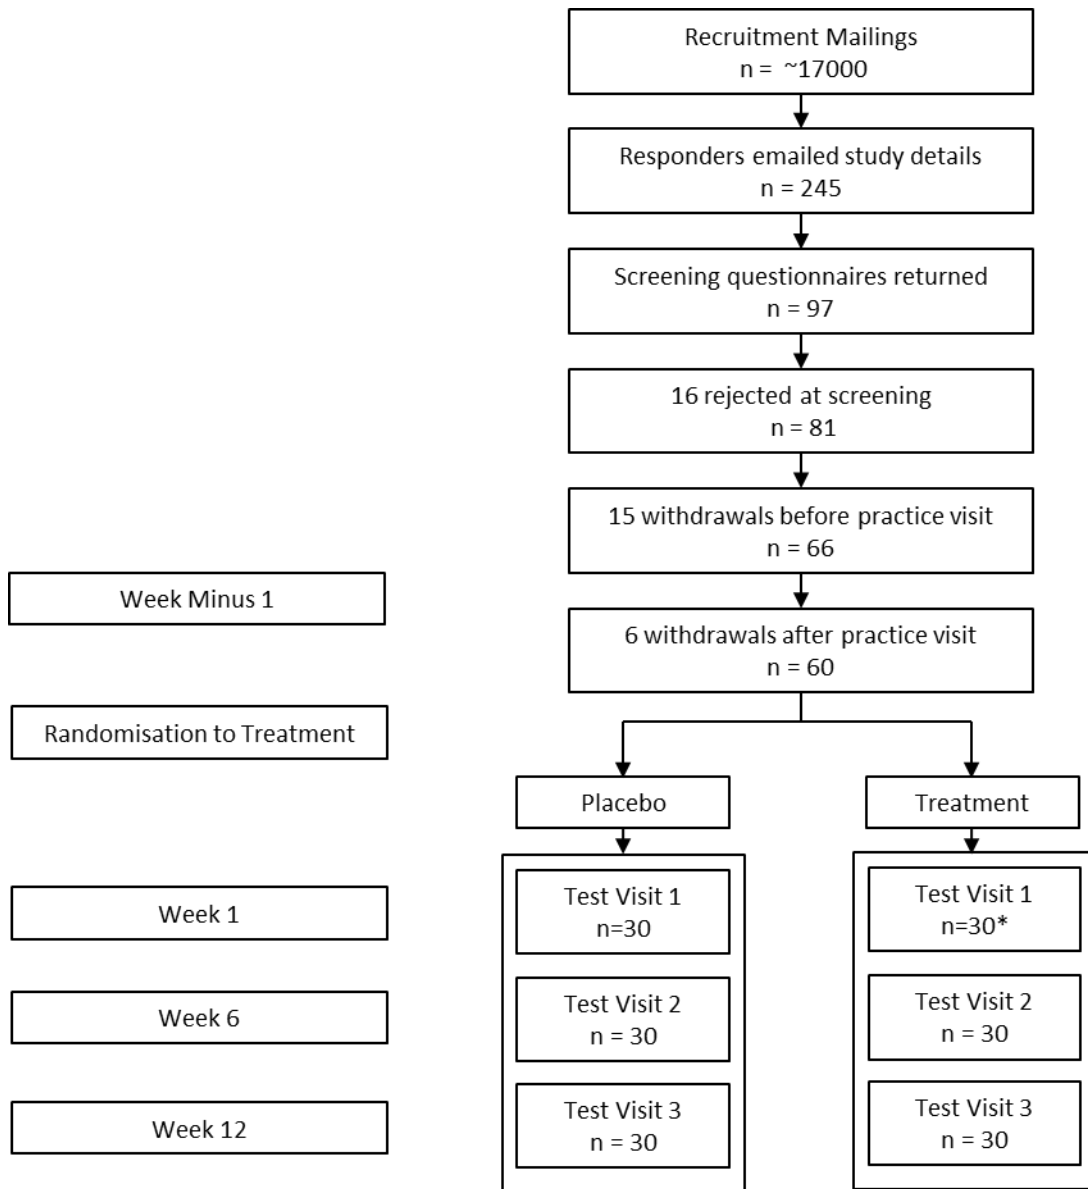 Recruitment Mailings
n = ~17000
Responders emailed study details
n = 245
Screening questionnaires returned
n = 97
16 rejected at screening
n = 81
15 withdrawals before practice visit
n = 66
Week Minus 1
6 withdrawals after practice visit
n = 60
Randomisation to Treatment
Placebo
Treatment
Week 1
Test Visit 1
n=30
Test Visit 1
n=30*
Week 6
Test Visit 2
n = 30
Test Visit 2
n = 30
Week 12
Test Visit 3
n = 30
Test Visit 3
n = 30